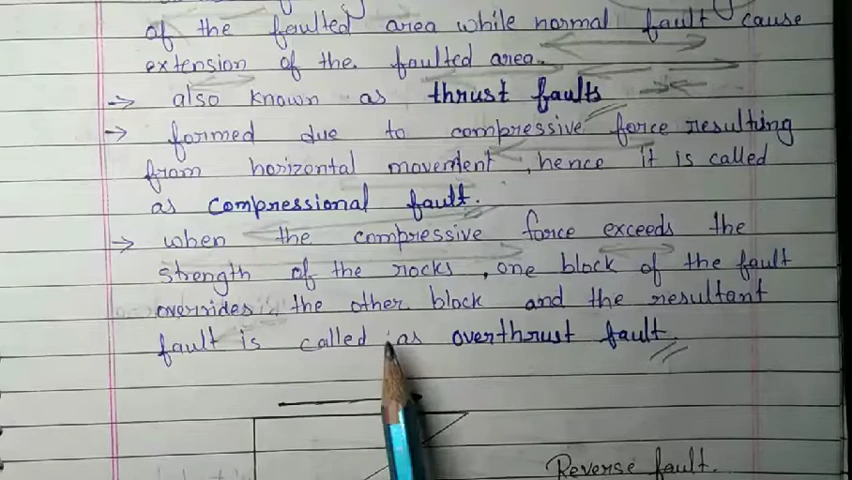 of the faulted area while normal fault cause
extension of the faulted area.
→ also known as thrust faults
→ formed due to compressive force resulting
from horizontal movement, hence it is called
as compressional fault.
→ when the compressive force exceeds the
strength of the rocks, one block of the fault
overrides the other block and the resultant
fault is called as overthrust fault
Reverse fault.